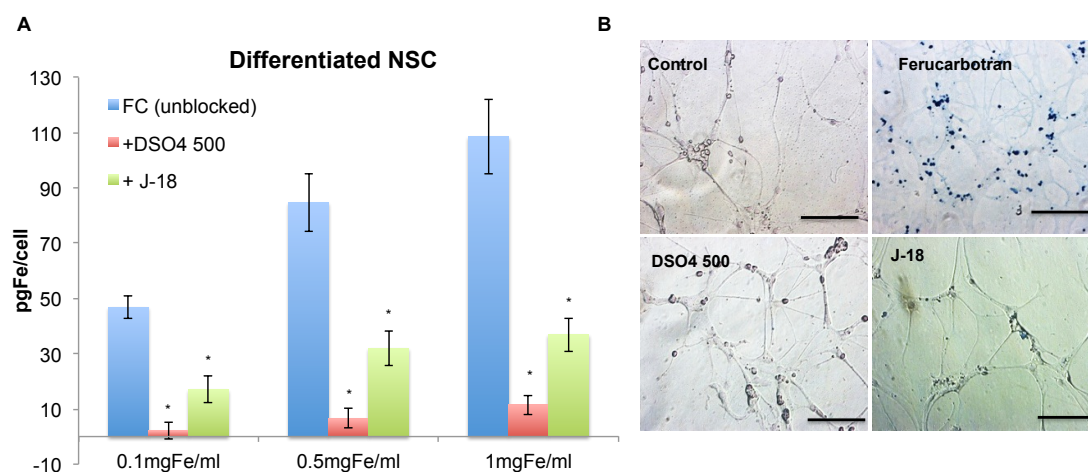 A
Differentiated NSC
130
110
90
70
50
30
10
-10
pgFe/cell
FC (unblocked)
+DSO4 500
+ J-18
*
*
*
*
*
*
0.1mgFe/ml
0.5mgFe/ml
1mgFe/ml
B
Control
Ferucarbotran
DSO4 500
J-18